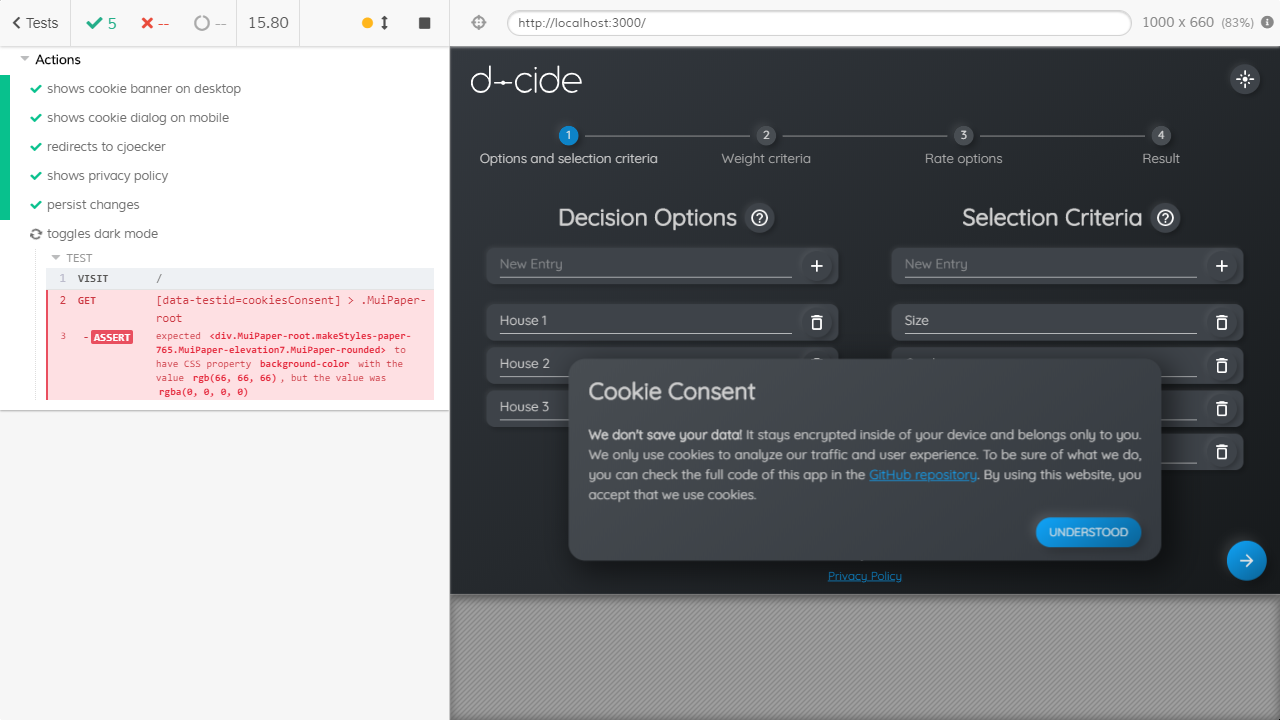 Tests
5
--
--
15.80
http://localhost:3000/
1000 x 660 (83%)
Actions
shows cookie banner on desktop
shows cookie dialog on mobile
redirects to cjoecker
shows privacy policy
persist changes
toggles dark mode
TEST
1 VISIT /
2 GET [data-testid=cookiesConsent] > .MuiPaper-
root
3 -ASSERT expected <div.MuiPaper-root.makeStyles-paper-
765.MuiPaper-elevation7.MuiPaper-rounded> to
have CSS property background-color with the
value rgb(66, 66, 66), but the value was
rgba(0, 0, 0, 0)
d-cide
1 2 3 4
Options and selection criteria Weight criteria Rate options Result
Decision Options
Selection Criteria
New Entry
New Entry
House 1
Size
House 2
House 3
Cookie Consent
We don't save your data! It stays encrypted inside of your device and belongs only to you.
We only use cookies to analyze our traffic and user experience. To be sure of what we do,
you can check the full code of this app in the GitHub repository. By using this website, you
accept that we use cookies.
UNDERSTOOD
Privacy Policy